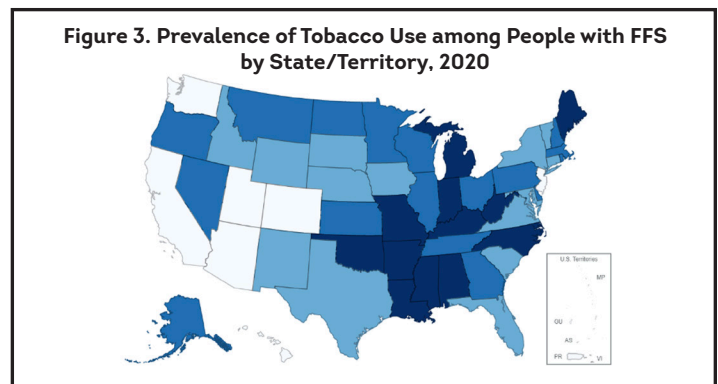 Figure 3. Prevalence of Tobacco Use among People with FFS
by State/Territory, 2020
U.S. Territories
MP
GU
AS
PR
VI